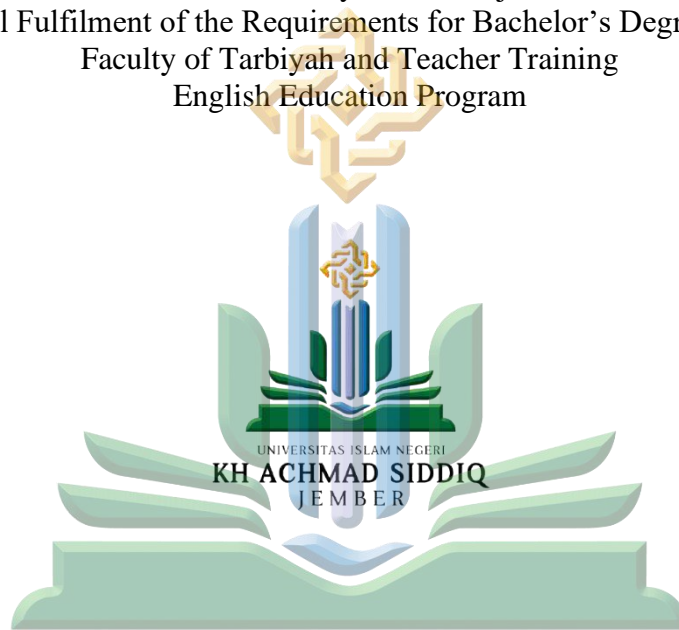 l Fulfilment of the Requirements for Bachelor’s Degr
Faculty of Tarbiyah and Teacher Training
English Education Program
UNIVERSITAS ISLAM NEGERI
KH ACHMAD SIDDIQ
JEMBER